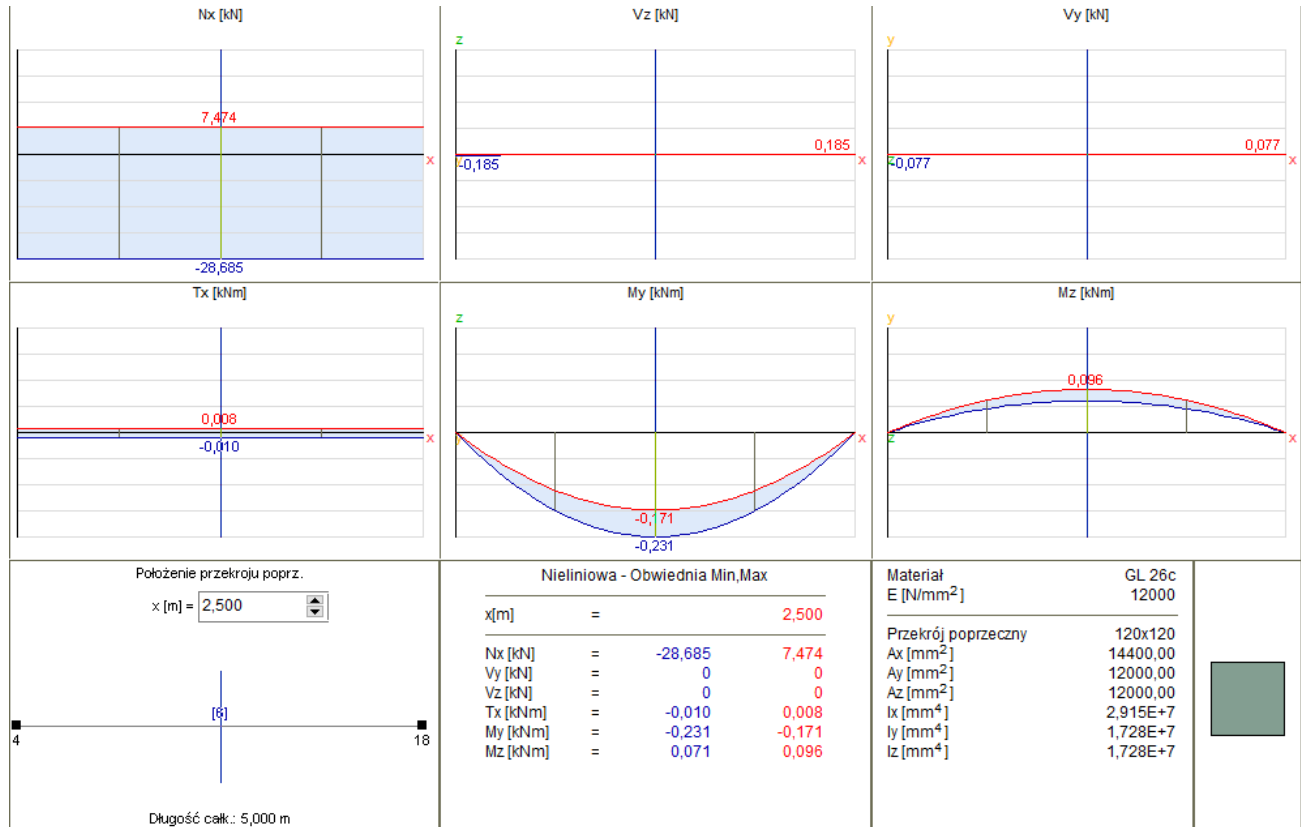 Nx [kN]
7,474
-28,685
x
Vz [kN]
z
0,185
-0,185
x
Vy [kN]
y
0,077
z
-0,077
x
Tx [kNm]
0,008
-0,010
x
My [kNm]
z
y
x
-0,171
-0,231
Mz [kNm]
y
0,096
z
x
Położenie przekroju poprz.
x [m] = 2,500
[6]
4
18
Długość całk.: 5,000 m
Nieliniowa - Obwiednia Min,Max
x[m] = 2,500
Nx [kN] = -28,685 7,474
Vy [kN] = 0 0
Vz [kN] = 0 0
Tx [kNm] = -0,010 0,008
My [kNm] = -0,231 -0,171
Mz [kNm] = 0,071 0,096
Materiał GL 26c
E [N/mm²] 12000
Przekrój poprzeczny 120x120
Ax [mm²] 14400,00
Ay [mm²] 12000,00
Az [mm²] 12000,00
Ix [mm⁴] 2,915E+7
Iy [mm⁴] 1,728E+7
Iz [mm⁴] 1,728E+7